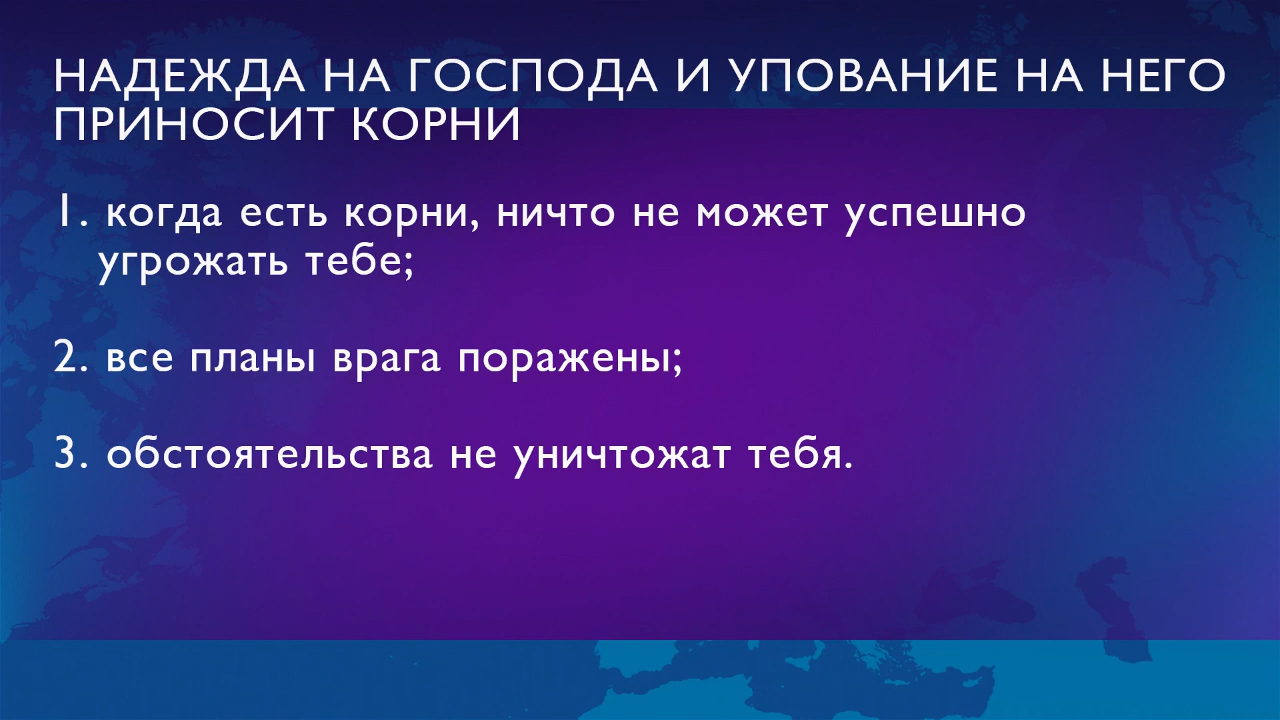 НАДЕЖДА НА ГОСПОДА И УПОВАНИЕ НА НЕГО
ПРИНОСИТ КОРНИ
1. когда есть корни, ничто не может успешно
угрожать тебе;
2. все планы врага поражены;
3. обстоятельства не уничтожат тебя.